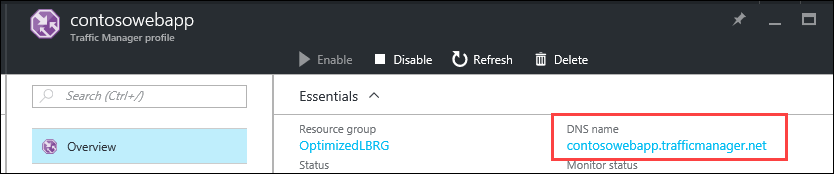 contosowebapp
Traffic Manager profile
Enable Disable Refresh Delete
Search (Ctrl+/)
Overview
Essentials
Resource group
OptimizedLBRG
Status
DNS name
contosowebapp.trafficmanager.net
Monitor status